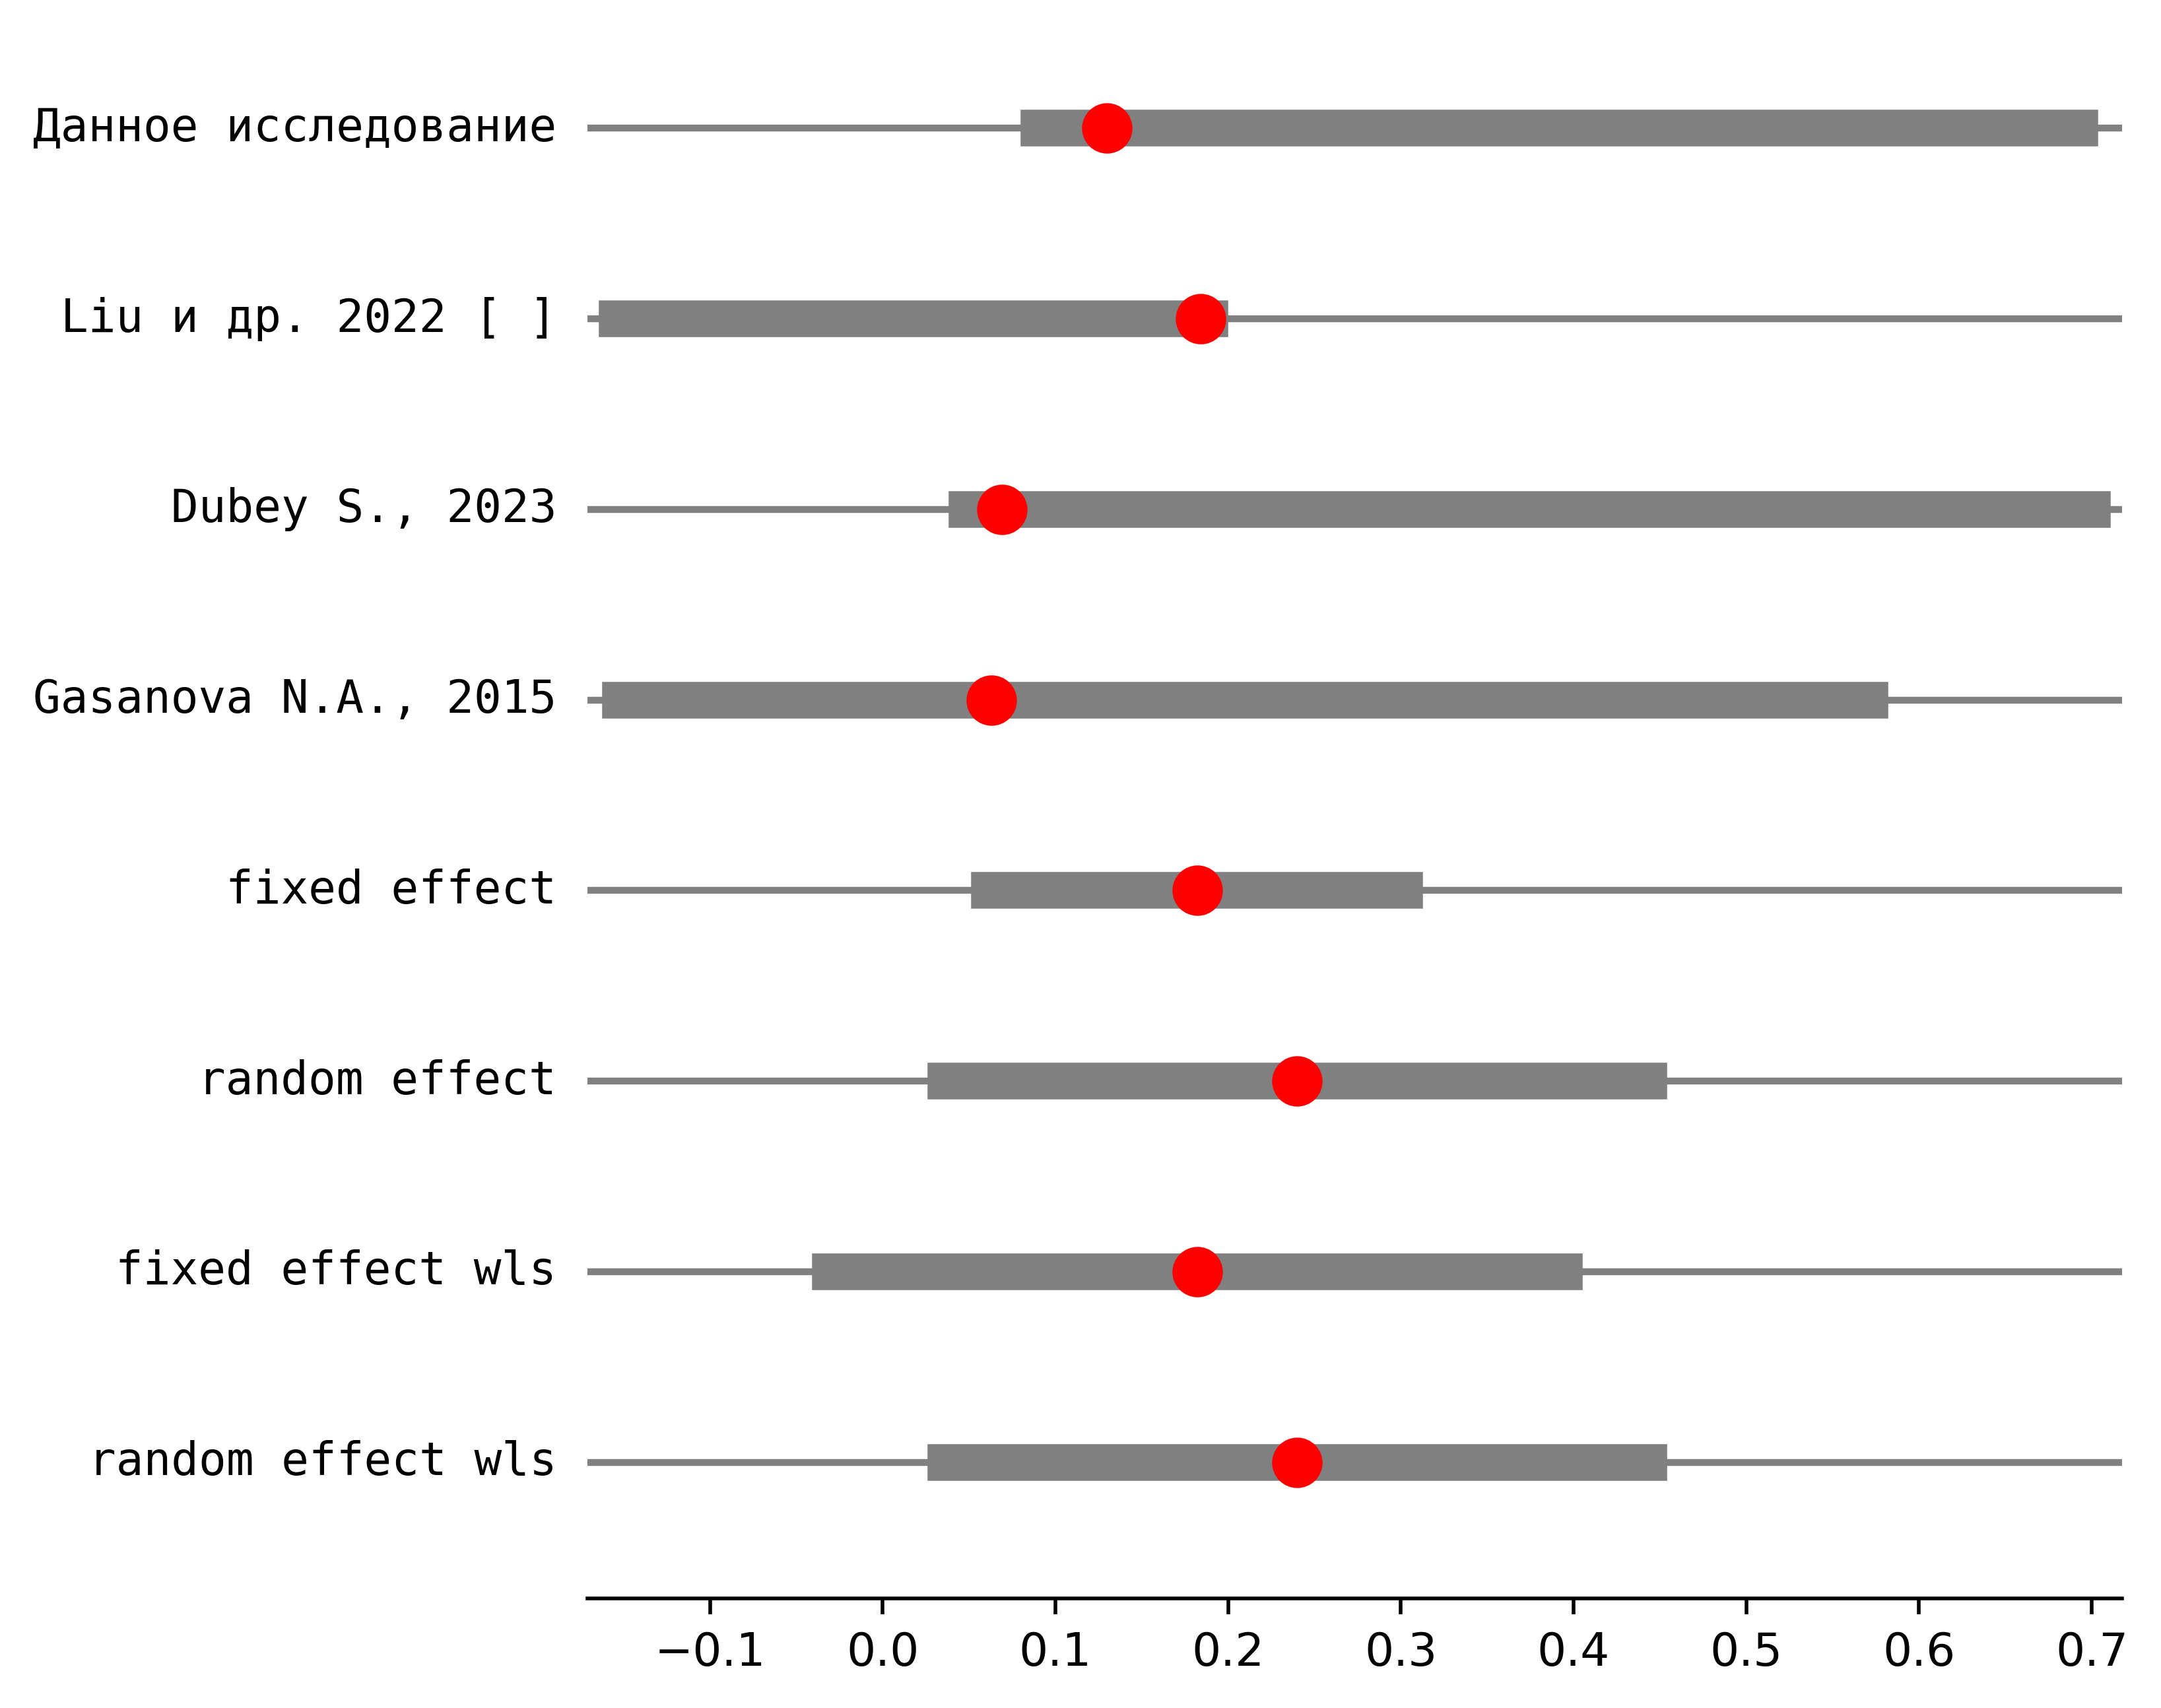 Данное исследование
Liu и др. 2022 [ ]
Dubey S., 2023
Gasanova N.A., 2015
fixed effect
random effect
fixed effect wls
random effect wls
−0.1 0.0 0.1 0.2 0.3 0.4 0.5 0.6 0.7